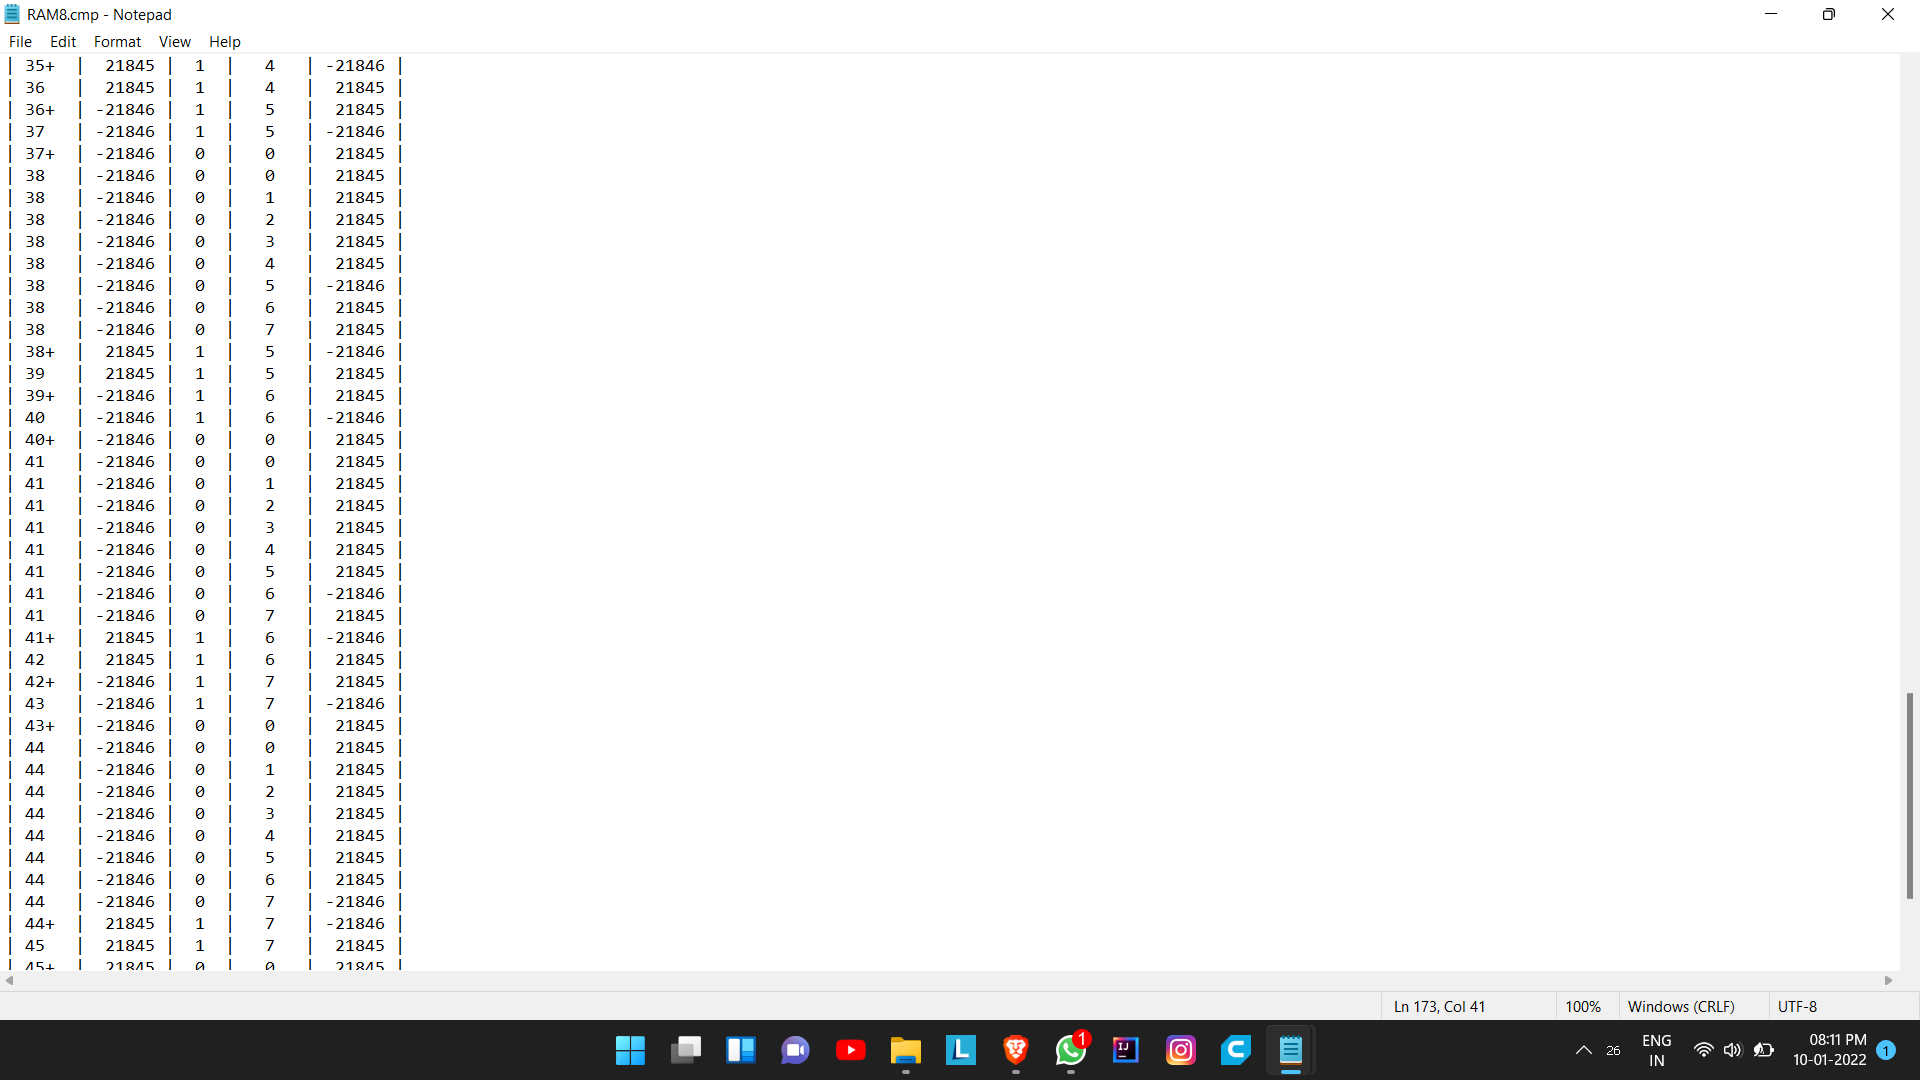 RAM8.cmp - Notepad
File Edit Format View Help
| 35+ | 21845 | 1 | 4 | -21846 |
| 36 | 21845 | 1 | 4 | 21845 |
| 36+ | -21846 | 1 | 5 | 21845 |
| 37 | -21846 | 1 | 5 | -21846 |
| 37+ | -21846 | 0 | 0 | 21845 |
| 38 | -21846 | 0 | 0 | 21845 |
| 38 | -21846 | 0 | 1 | 21845 |
| 38 | -21846 | 0 | 2 | 21845 |
| 38 | -21846 | 0 | 3 | 21845 |
| 38 | -21846 | 0 | 4 | 21845 |
| 38 | -21846 | 0 | 5 | -21846 |
| 38 | -21846 | 0 | 6 | 21845 |
| 38 | -21846 | 0 | 7 | 21845 |
| 38+ | 21845 | 1 | 5 | -21846 |
| 39 | 21845 | 1 | 5 | 21845 |
| 39+ | -21846 | 1 | 6 | 21845 |
| 40 | -21846 | 1 | 6 | -21846 |
| 40+ | -21846 | 0 | 0 | 21845 |
| 41 | -21846 | 0 | 0 | 21845 |
| 41 | -21846 | 0 | 1 | 21845 |
| 41 | -21846 | 0 | 2 | 21845 |
| 41 | -21846 | 0 | 3 | 21845 |
| 41 | -21846 | 0 | 4 | 21845 |
| 41 | -21846 | 0 | 5 | 21845 |
| 41 | -21846 | 0 | 6 | -21846 |
| 41 | -21846 | 0 | 7 | 21845 |
| 41+ | 21845 | 1 | 6 | -21846 |
| 42 | 21845 | 1 | 6 | 21845 |
| 42+ | -21846 | 1 | 7 | 21845 |
| 43 | -21846 | 1 | 7 | -21846 |
| 43+ | -21846 | 0 | 0 | 21845 |
| 44 | -21846 | 0 | 0 | 21845 |
| 44 | -21846 | 0 | 1 | 21845 |
| 44 | -21846 | 0 | 2 | 21845 |
| 44 | -21846 | 0 | 3 | 21845 |
| 44 | -21846 | 0 | 4 | 21845 |
| 44 | -21846 | 0 | 5 | 21845 |
| 44 | -21846 | 0 | 6 | 21845 |
| 44 | -21846 | 0 | 7 | -21846 |
| 44+ | 21845 | 1 | 7 | -21846 |
| 45 | 21845 | 1 | 7 | 21845 |
| 45+ | 21845 | 0 | 0 | 21845 |
Ln 173, Col 41 100% Windows (CRLF) UTF-8
L 1 IJ C 26 ENG IN 08:11 PM 10-01-2022 1